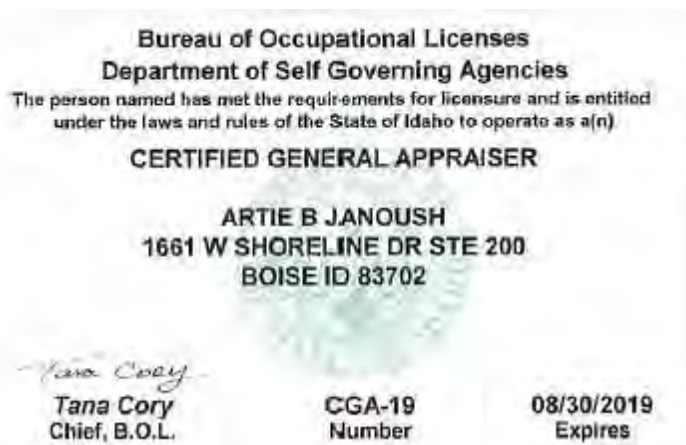 Bureau of Occupational Licenses
Department of Self Governing Agencies
The person named has met the requirements for licensure and is entitled
under the laws and rules of the State of Idaho to operate as a(n)
CERTIFIED GENERAL APPRAISER
ARTIE B JANOUSH
1661 W SHORELINE DR STE 200
BOISE ID 83702
Tana Cory
Tana Cory
Chief, B.O.L.
CGA-19
Number
08/30/2019
Expires